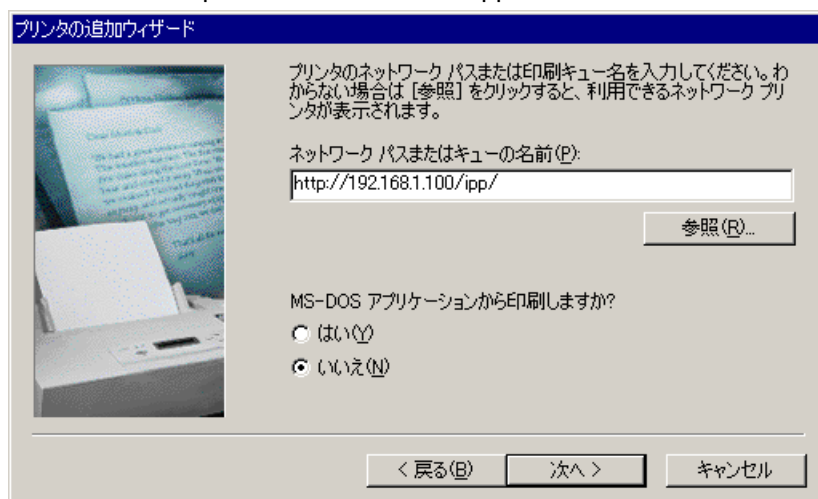 プリンタの追加ウィザード
プリンタのネットワーク パスまたは印刷キュー名を入力してください。わ
からない場合は [参照] をクリックすると、利用できるネットワーク プリ
ンタが表示されます。
ネットワーク パスまたはキューの名前(P):
http://192.168.1.100/ipp/
参照(R)...
MS-DOS アプリケーションから印刷しますか?
はい(Y)
いいえ(N)
< 戻る(B)
次へ >
キャンセル